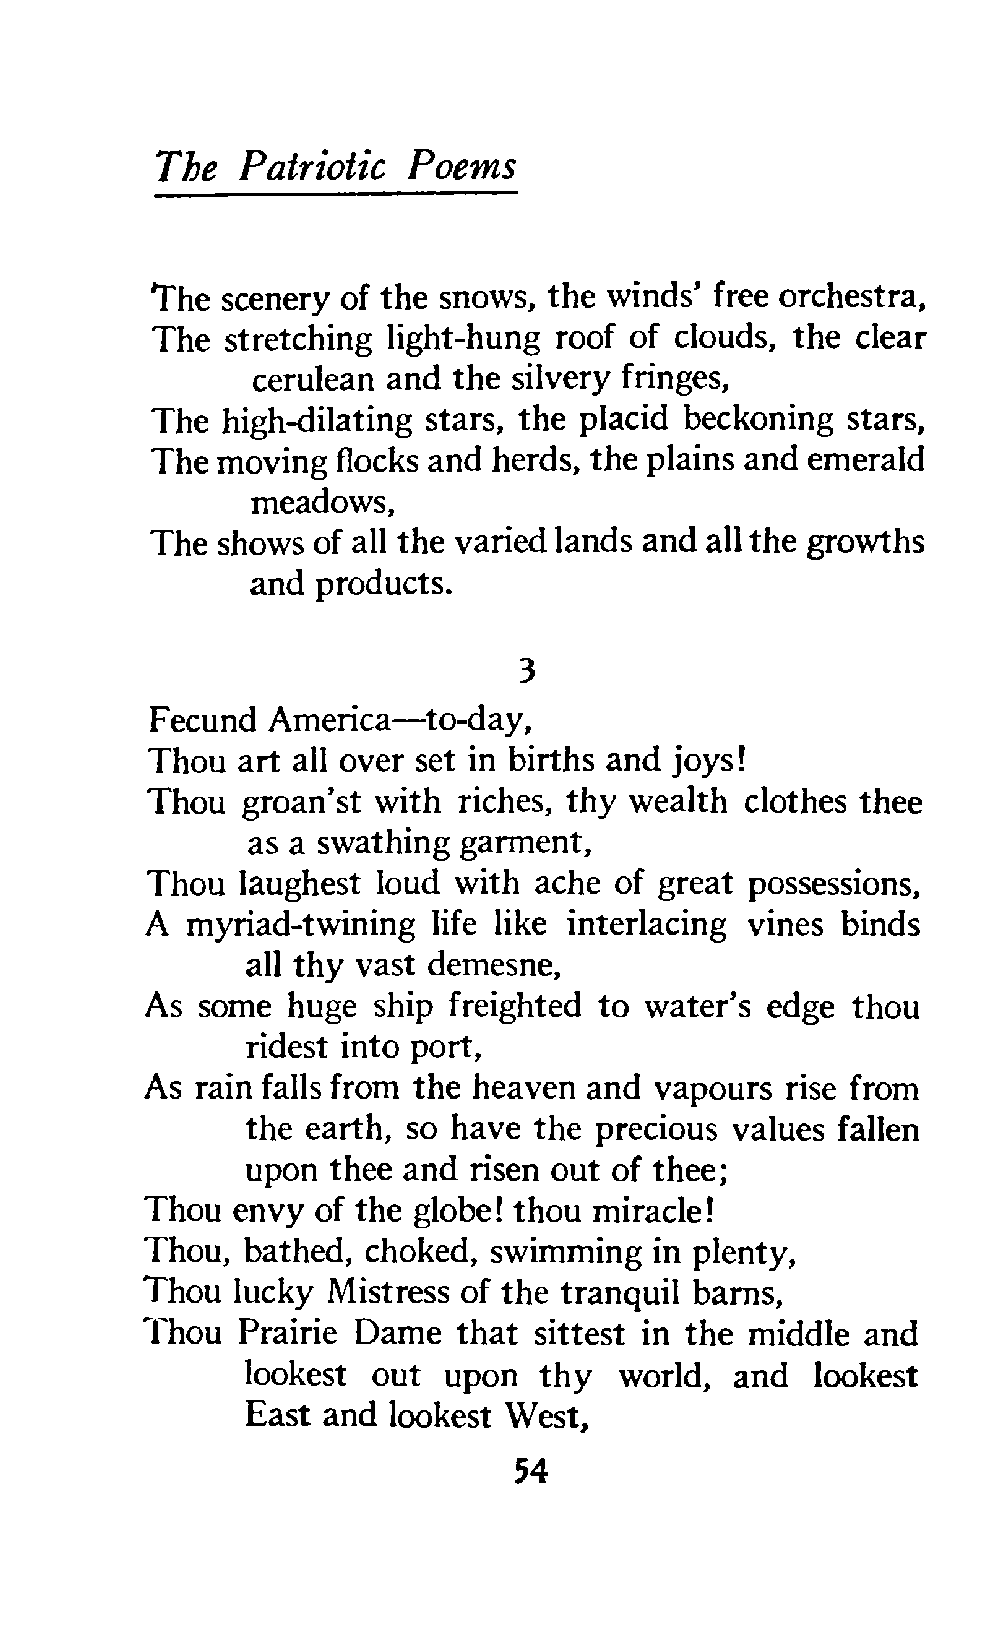 The Patriotic Poems
The scenery of the snows, the winds' free orchestra,
The stretching light-hung roof of clouds, the clear
cerulean and the silvery fringes,
The high-dilating stars, the placid beckoning stars,
The moving flocks and herds, the plains and emerald
meadows,
The shows of all the varied lands and all the growths
and products.
3
Fecund America—to-day,
Thou art all over set in births and joys!
Thou groan'st with riches, thy wealth clothes thee
as a swathing garment,
Thou laughest loud with ache of great possessions,
A myriad-twining life like interlacing vines binds
all thy vast demesne,
As some huge ship freighted to water's edge thou
ridest into port,
As rain falls from the heaven and vapours rise from
the earth, so have the precious values fallen
upon thee and risen out of thee;
Thou envy of the globe! thou miracle!
Thou, bathed, choked, swimming in plenty,
Thou lucky Mistress of the tranquil barns,
Thou Prairie Dame that sittest in the middle and
lookest out upon thy world, and lookest
East and lookest West,
54